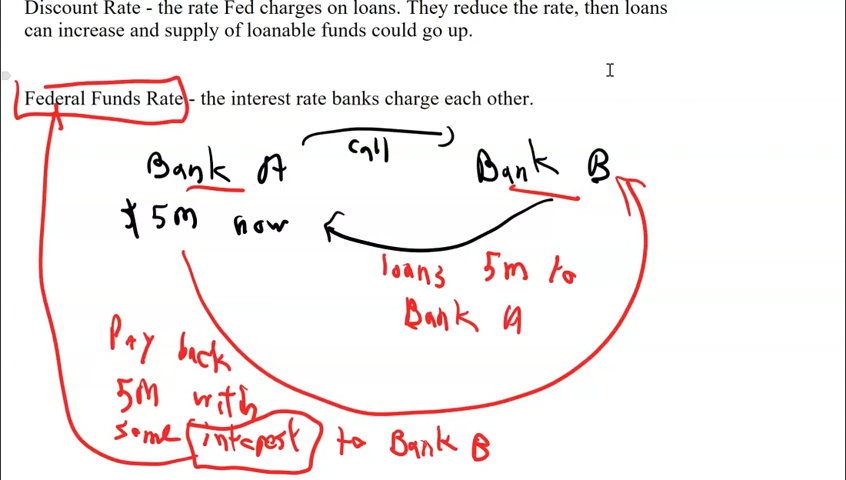 Discount Rate - the rate Fed charges on loans. They reduce the rate, then loans
can increase and supply of loanable funds could go up.
Federal Funds Rate - the interest rate banks charge each other.
Call
Bank A
Bank B
$5M now
loans 5m to
Bank A
Pay back
5M with
some interest to Bank B